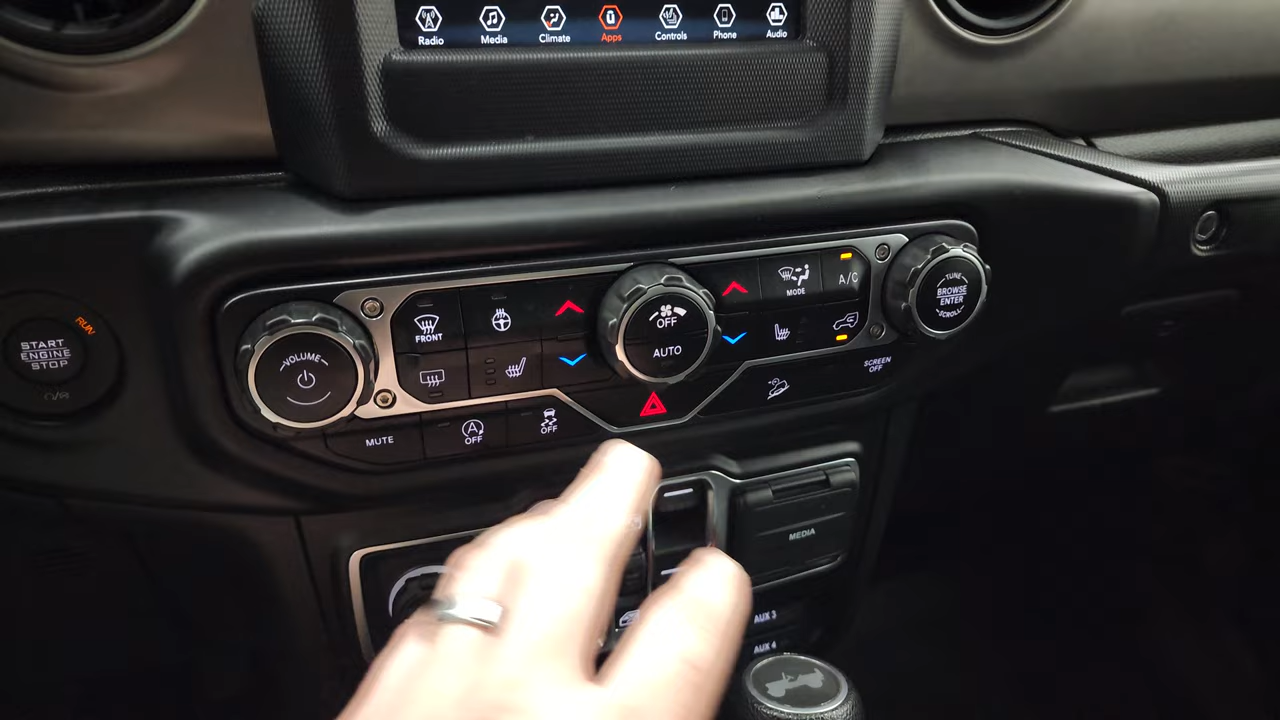 Radio
Media
Climate
Apps
Controls
Phone
Audio
RUN
START
ENGINE
STOP
VOLUME
FRONT
OFF
AUTO
MODE
A/C
TUNE
BROWSE
ENTER
SCROLL
MUTE
A
OFF
OFF
SCREEN
OFF
MEDIA
AUX 3
AUX 4